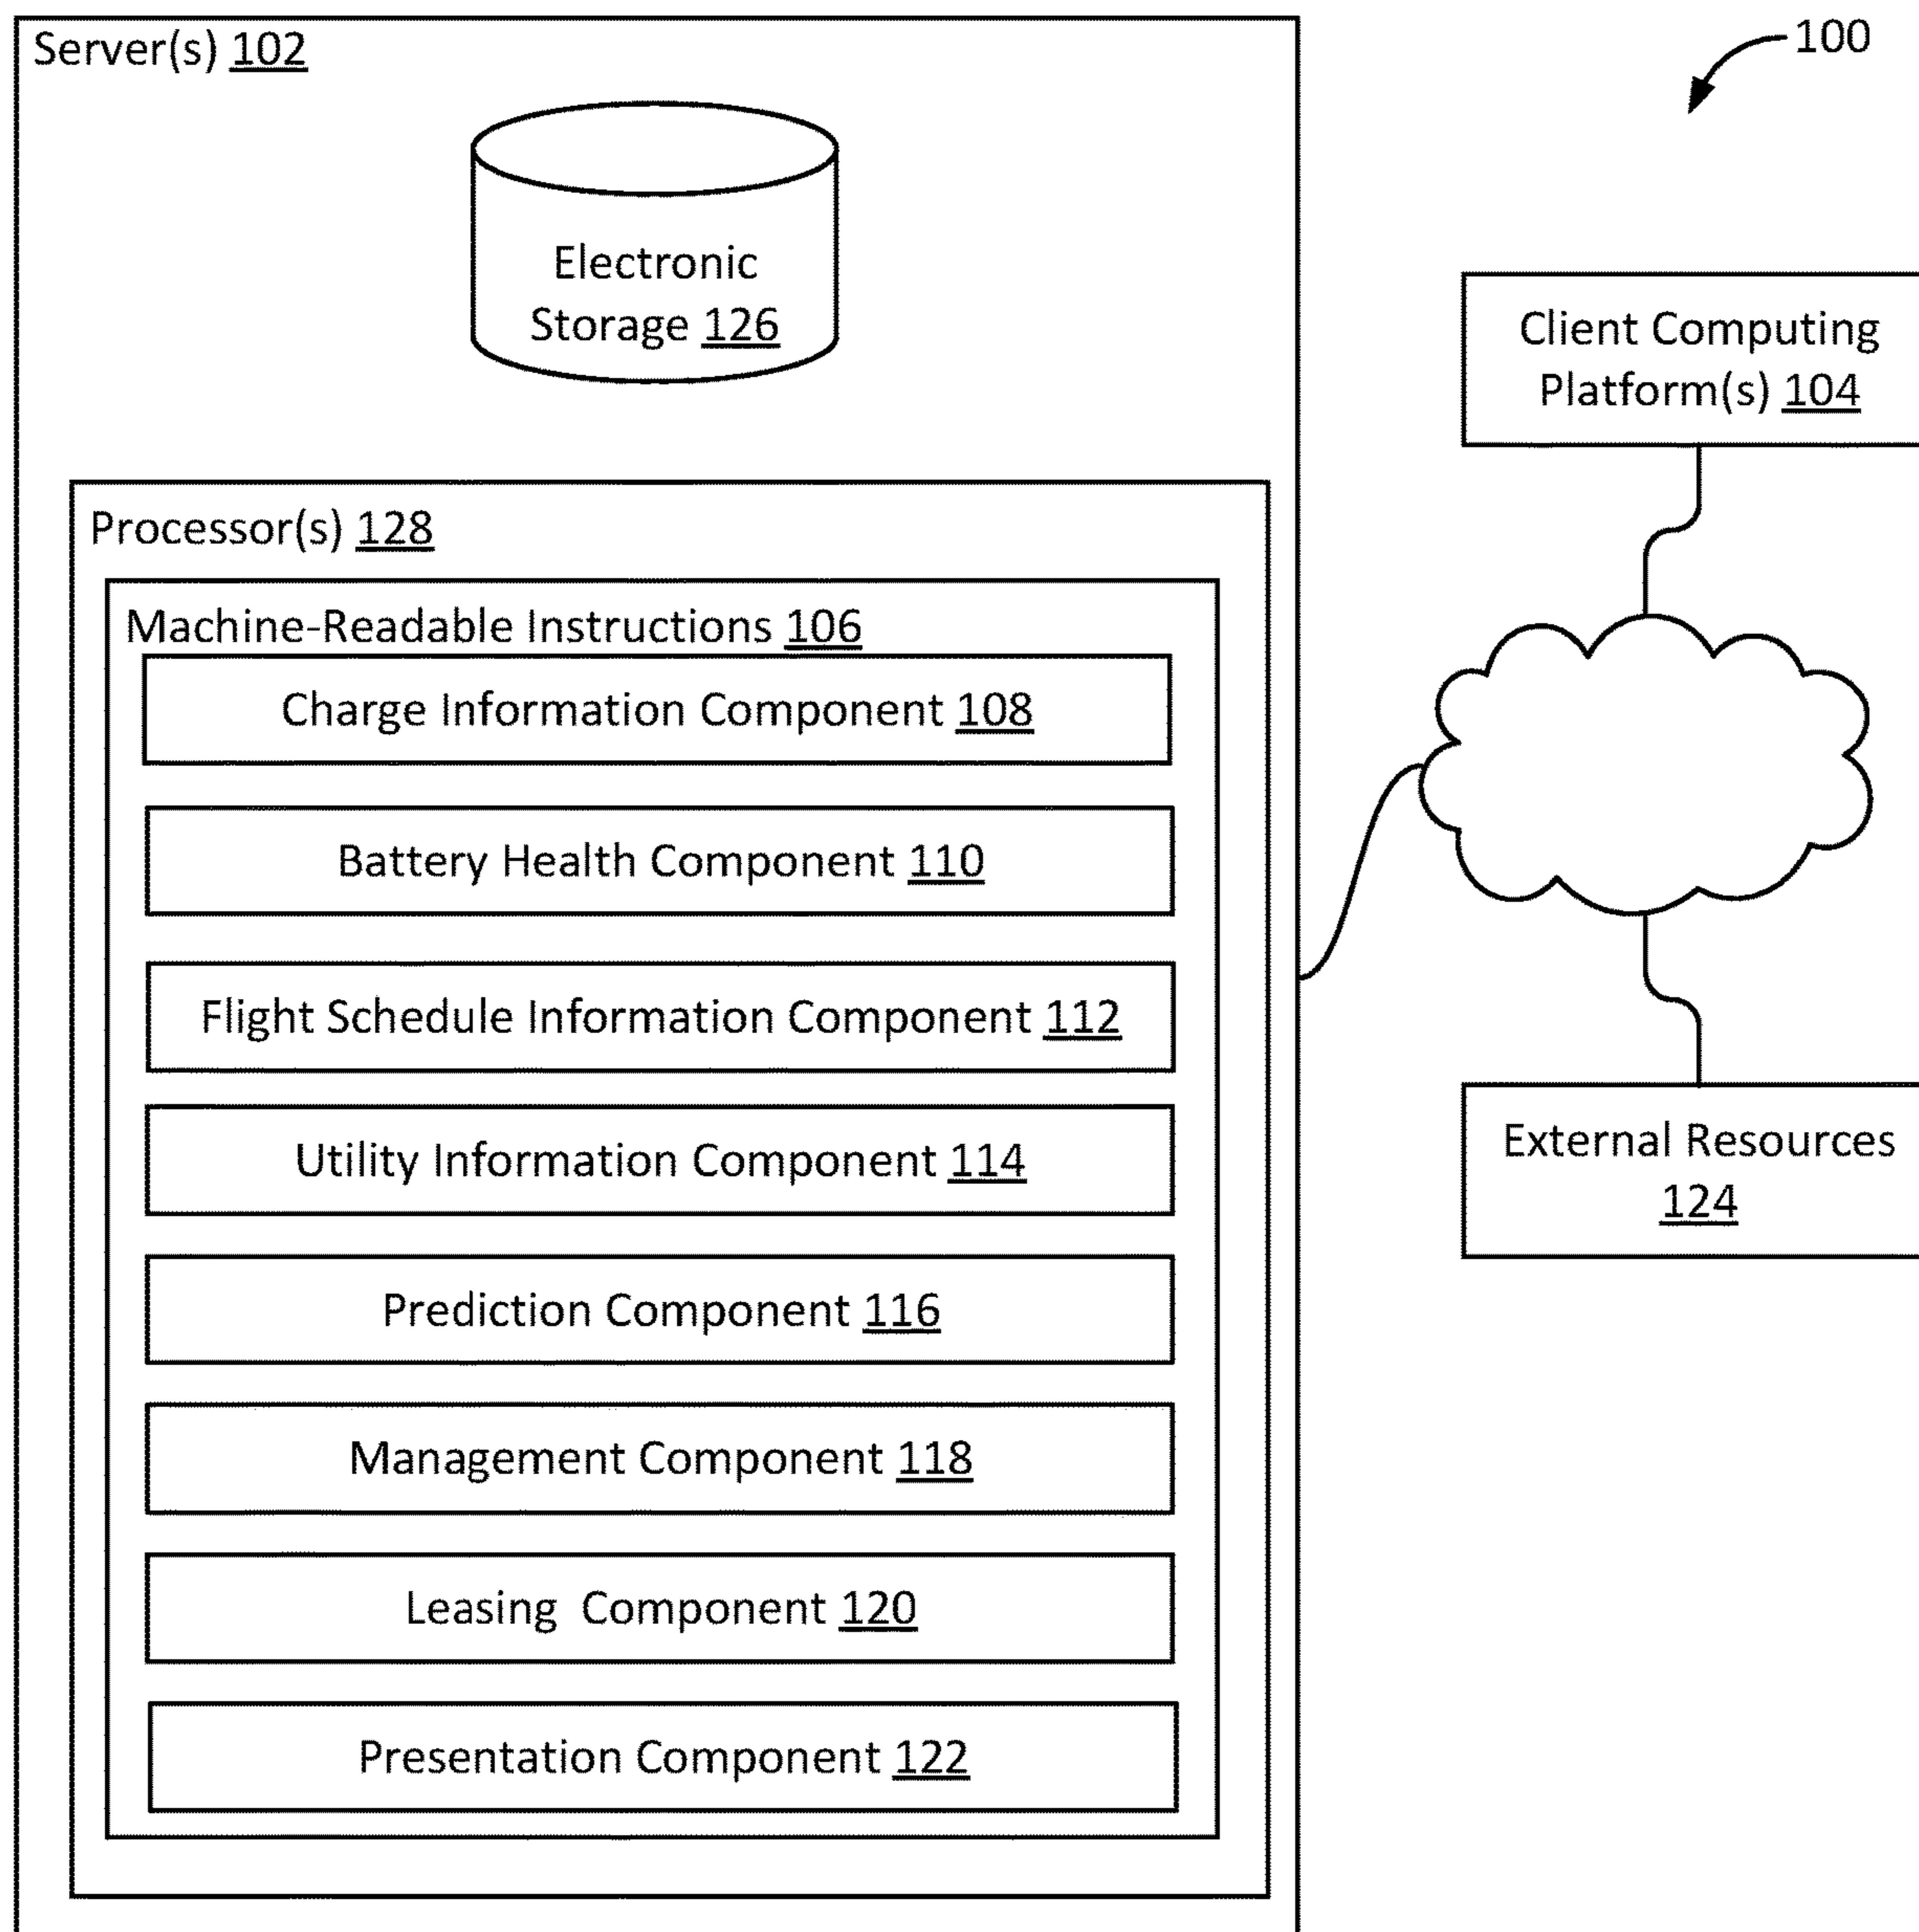 Server(s) 102
100
Electronic
Storage 126
Client Computing
Platform(s) 104
Processor(s) 128
Machine-Readable Instructions 106
Charge Information Component 108
Battery Health Component 110
Flight Schedule Information Component 112
Utility Information Component 114
External Resources
124
Prediction Component 116
Management Component 118
Leasing Component 120
Presentation Component 122